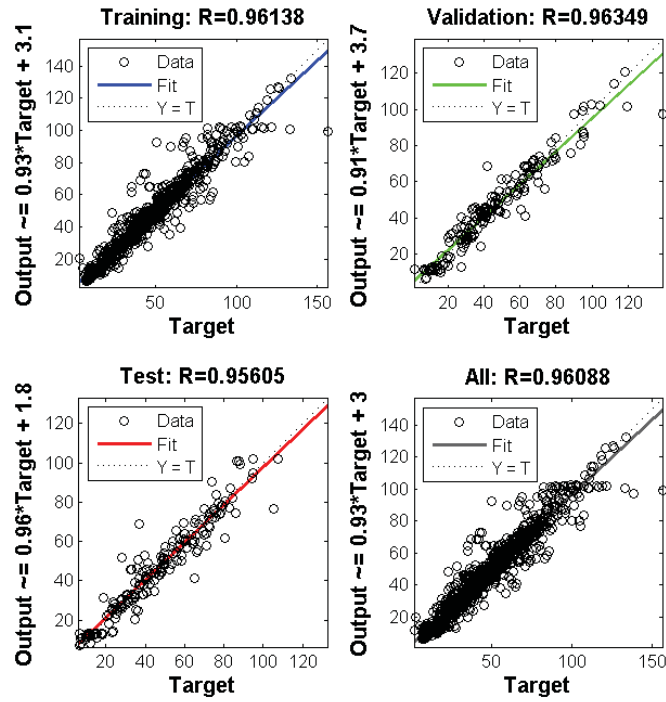 Training: R=0.96138
Output ~= 0.93*Target + 3.1
140
120
100
80
60
40
20
Data
Fit
Y = T
50
100
150
Target
Validation: R=0.96349
Output ~= 0.91*Target + 3.7
120
100
80
60
40
20
Data
Fit
Y = T
20
40
60
80
100
120
Target
Test: R=0.95605
Output ~= 0.96*Target + 1.8
120
100
80
60
40
20
Data
Fit
Y = T
20
40
60
80
100
120
Target
All: R=0.96088
Output ~= 0.93*Target + 3
140
120
100
80
60
40
20
Data
Fit
Y = T
50
100
150
Target